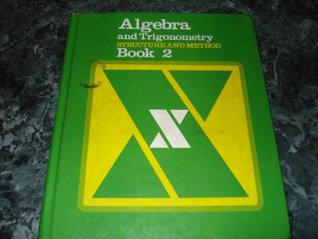 Algebra
and Trigonometry
STRUCTURE AND METHOD
Book 2